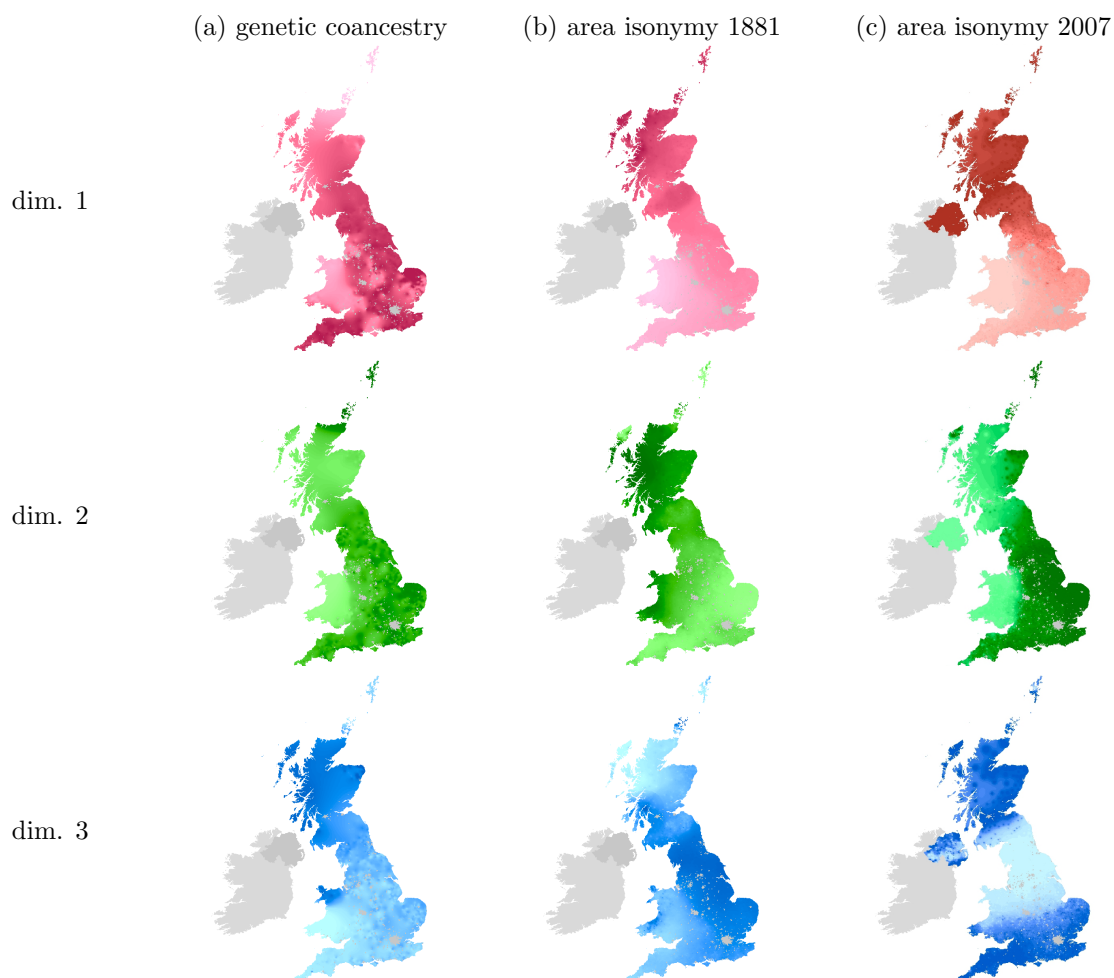 (a) genetic coancestry (b) area isonymy 1881 (c) area isonymy 2007
dim. 1
dim. 2
dim. 3